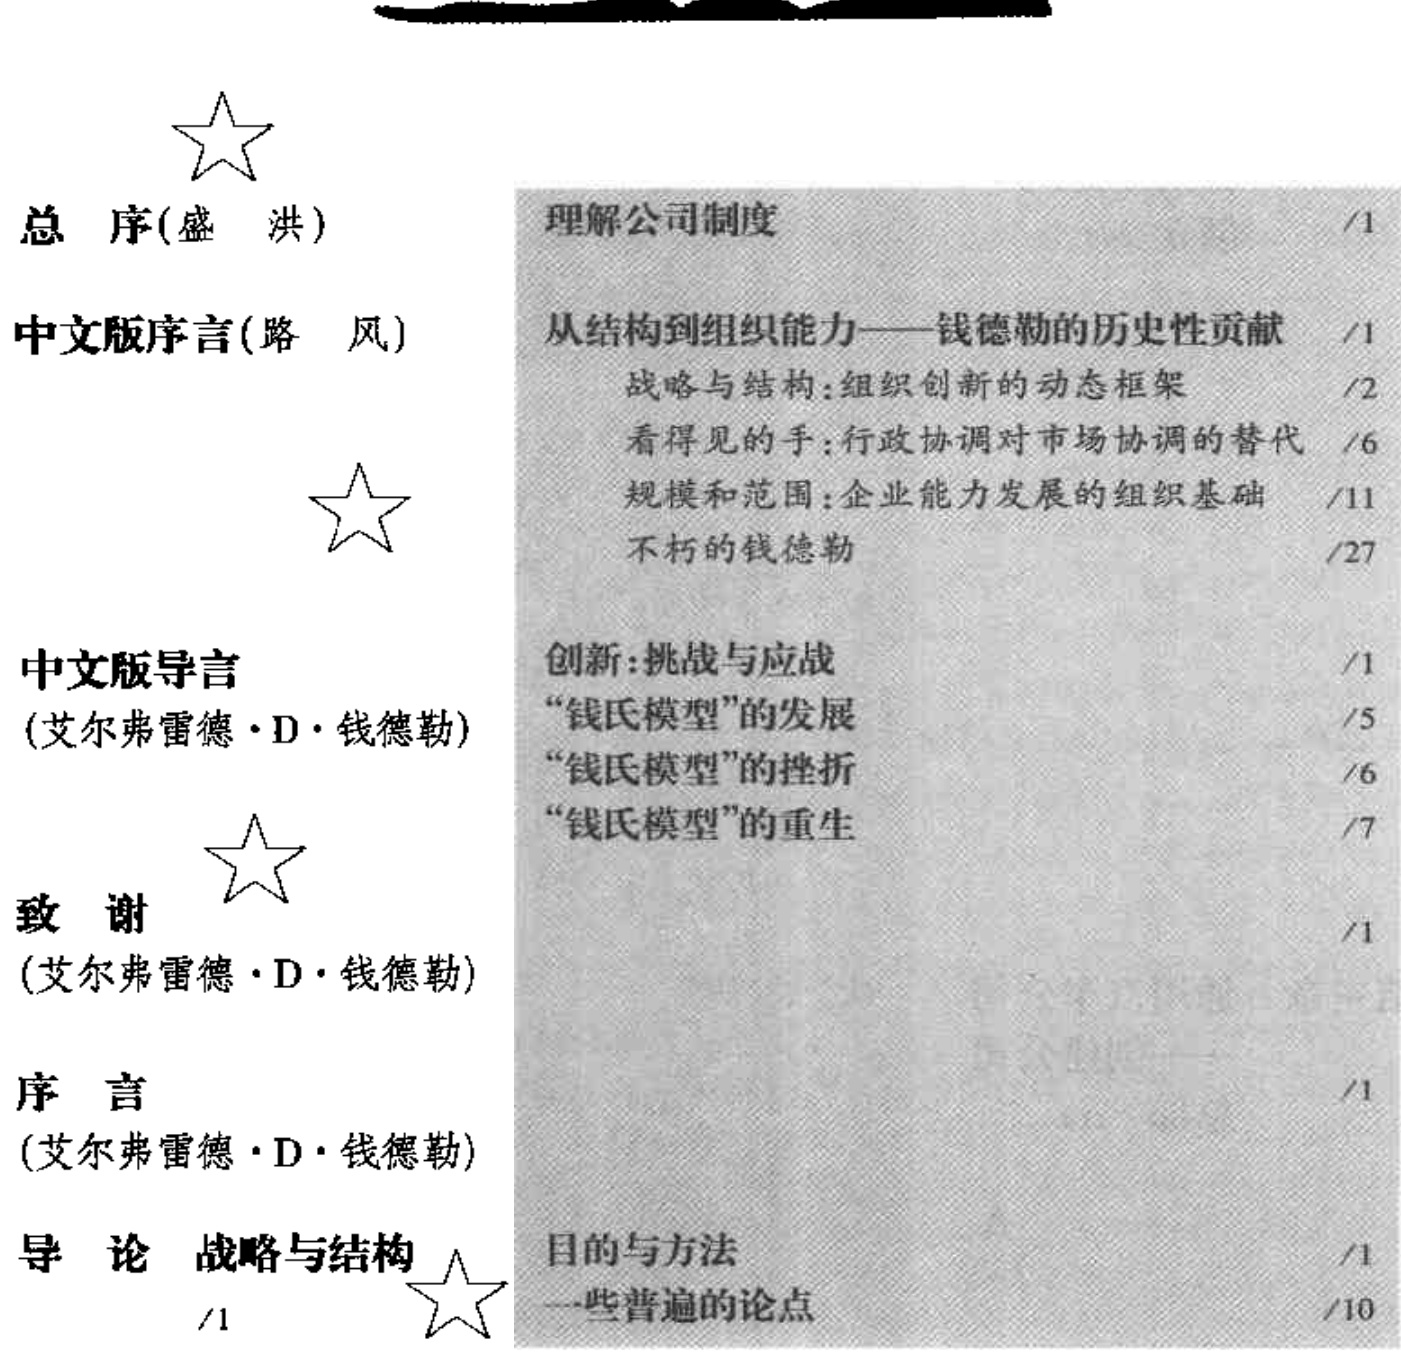 总 序(盛 洪)
理解公司制度 /1
中文版序言(路 风)
从结构到组织能力——钱德勒的历史性贡献 /1
战略与结构:组织创新的动态框架 /2
看得见的手:行政协调对市场协调的替代 /6
规模和范围:企业能力发展的组织基础 /11
不朽的钱德勒 /27
中文版导言
(艾尔弗雷德·D·钱德勒)
创新:挑战与应战 /1
“钱氏模型”的发展 /5
“钱氏模型”的挫折 /6
“钱氏模型”的重生 /7
致 谢
(艾尔弗雷德·D·钱德勒)
/1
序 言
(艾尔弗雷德·D·钱德勒)
/1
导 论 战略与结构
/1
目的与方法 /1
一些普遍的论点 /10